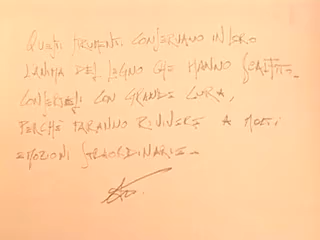 QUESTI STRUMENTI CONSERVANO IN LORO
L'ANIMA DEL LEGNO CHE HANNO SCALFITO.
CON GRANDE CURA,
PERCHÈ FARANNO RIVIVERE A MOLTI
EMOZIONI STRAORDINARIE.